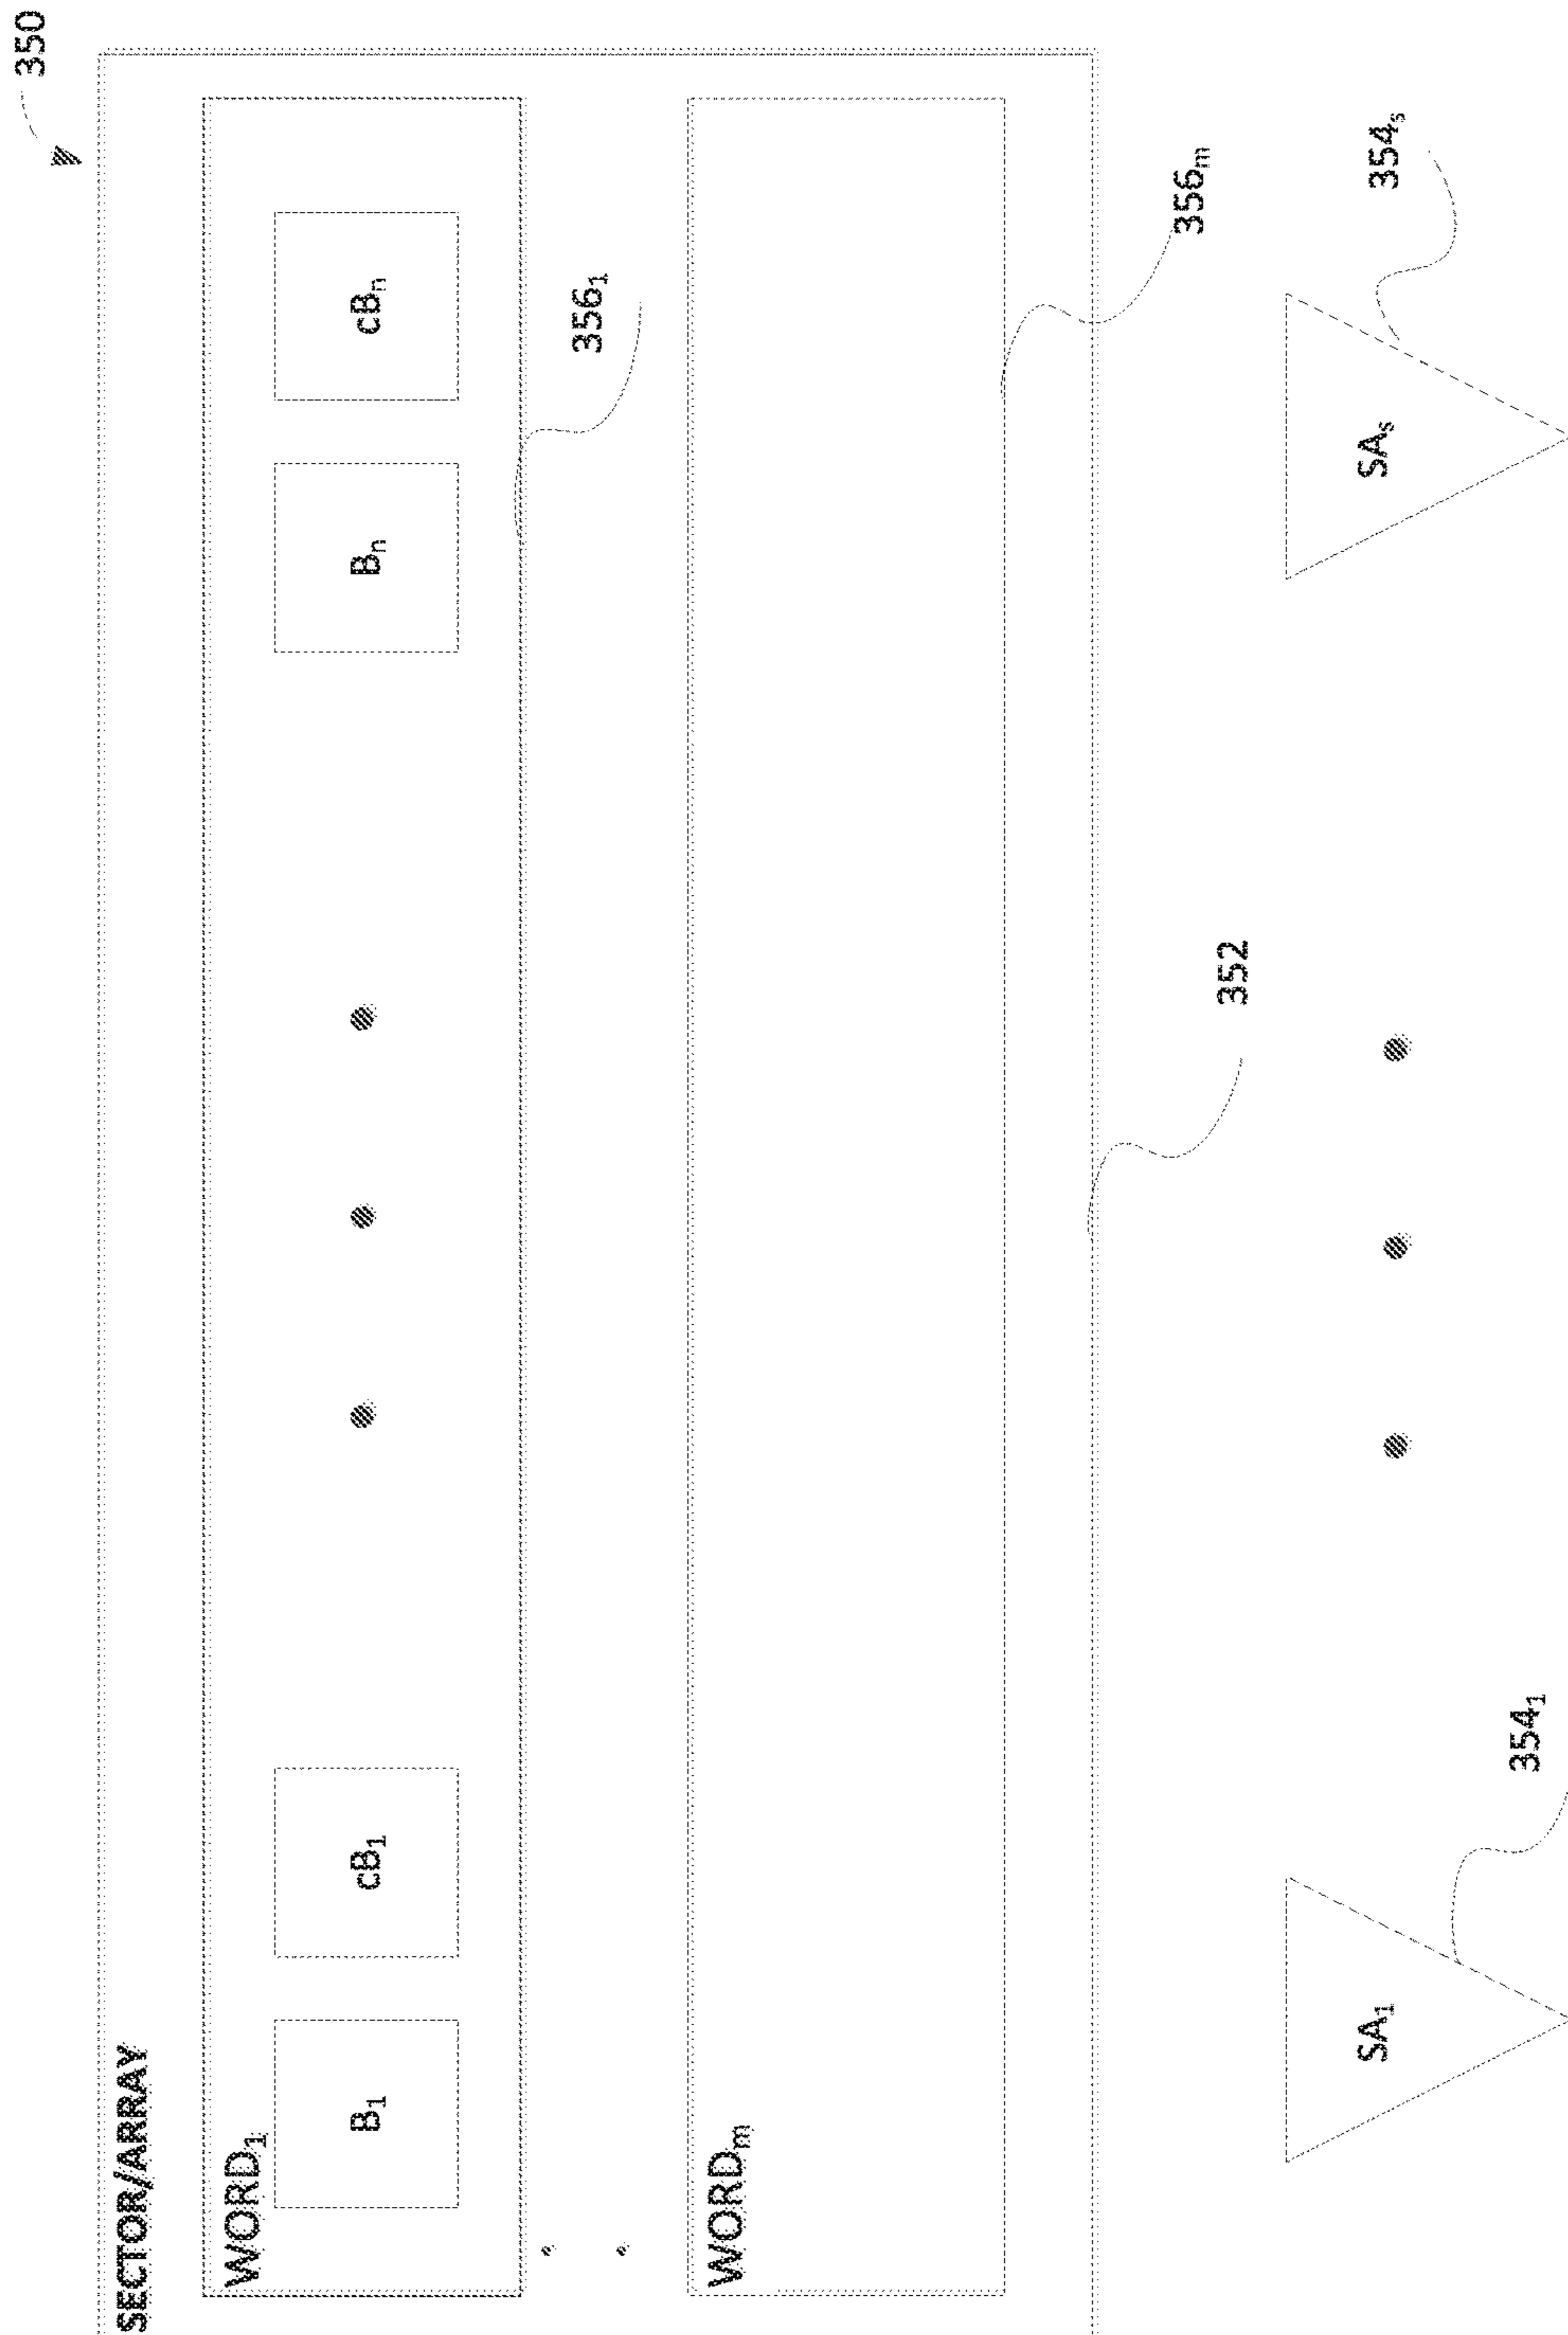 350
SECTOR/ARRAY
WORD₁
B₁
cB₁
Bₙ
cBₙ
356₁
WORDₘ
356ₘ
352
SA₁
354₁
SAₛ
354ₛ